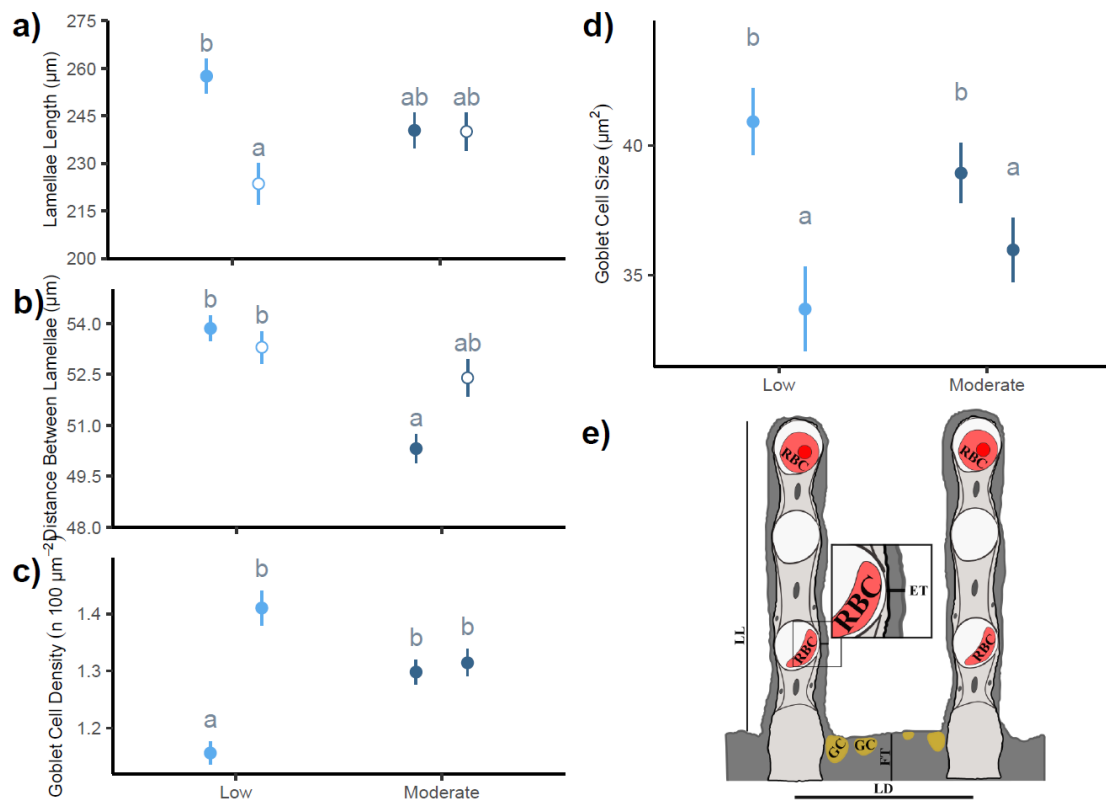 a)
Lamellae Length (µm)
275
260
245
230
215
200
b
a
ab
ab
b)
Distance Between Lamellae (µm)
54.0
52.5
51.0
49.5
48.0
b
b
a
ab
c)
Goblet Cell Density (n 100 µm⁻²)
1.4
1.3
1.2
a
b
b
b
Low
Moderate
d)
Goblet Cell Size (µm²)
40
35
b
a
b
a
Low
Moderate
e)
RBC
RBC
LL
RBC
ET
RBC
RBC
GC
GC
FT
LD